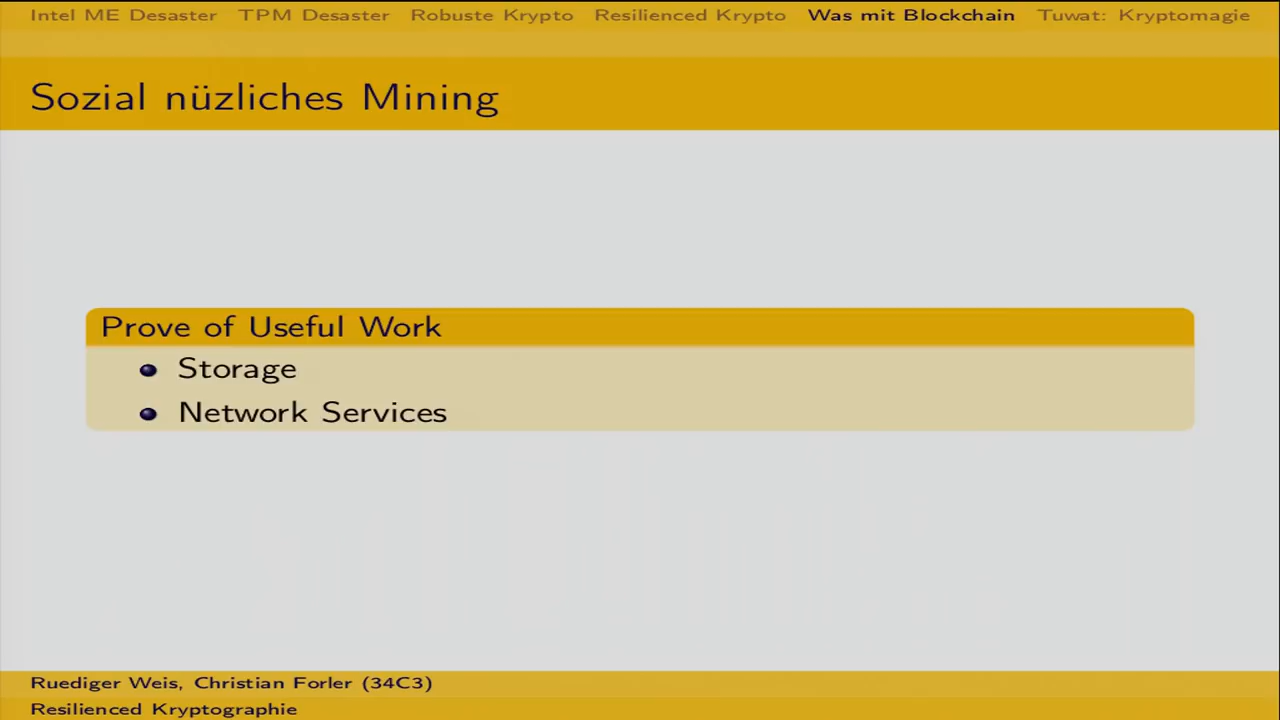 Intel ME Desaster TPM Desaster Robuste Krypto Resilienced Krypto Was mit Blockchain Tuwat: Kryptomagie
Sozial nüzliches Mining
Prove of Useful Work
Storage
Network Services
Ruediger Weis, Christian Forler (34C3)
Resilienced Kryptographie